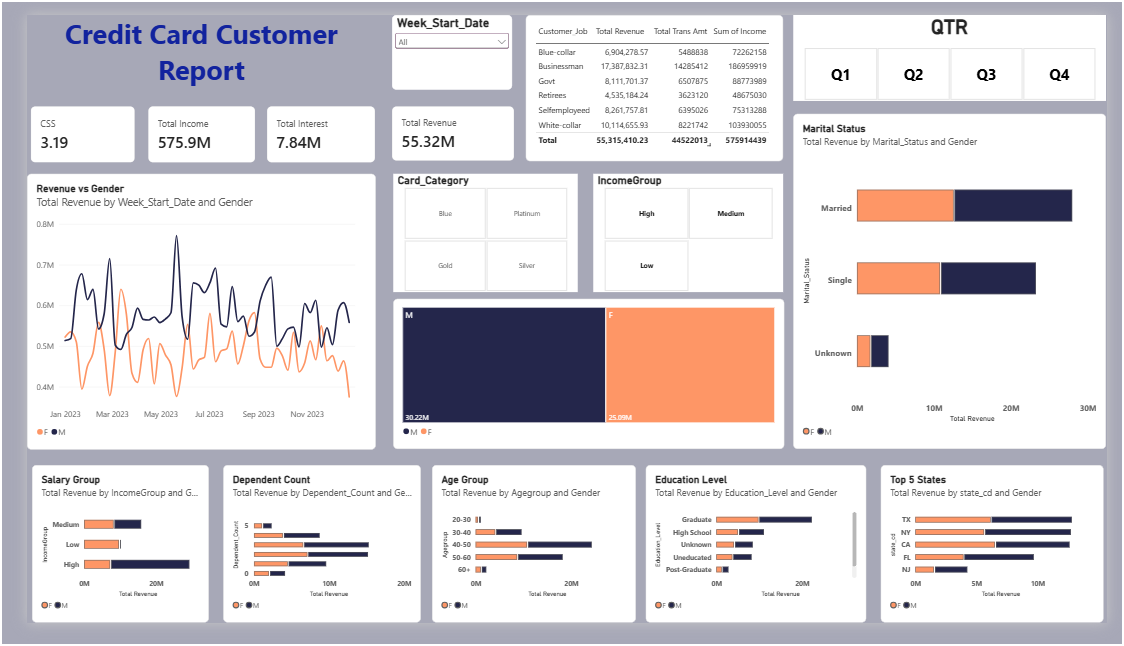 Credit Card Customer
Report
Week_Start_Date
All
Customer_Job Total Revenue Total Trans Amt Sum of Income
Blue-collar 6,904,278.57 5488838 72262158
Businessman 17,387,832.31 14285412 186959919
Govt 8,111,701.37 6507875 88773989
Retirees 4,535,184.24 3623120 48675030
Selfemployeed 8,261,757.81 6395026 75313288
White-collar 10,114,655.93 8221742 103930055
Total 55,315,410.23 44522013 575914439
QTR
Q1 Q2 Q3 Q4
CSS
3.19
Total Income
575.9M
Total Interest
7.84M
Total Revenue
55.32M
Revenue vs Gender
Total Revenue by Week_Start_Date and Gender
0.8M
0.7M
0.6M
0.5M
0.4M
Jan 2023 Mar 2023 May 2023 Jul 2023 Sep 2023 Nov 2023
F M
Card_Category
Blue Platinum
Gold Silver
IncomeGroup
High Medium
Low
M F
30.22M 25.09M
M F
Marital Status
Total Revenue by Marital_Status and Gender
Marital_Status
Married
Single
Unknown
0M 10M 20M 30M
Total Revenue
F M
Salary Group
Total Revenue by IncomeGroup and G...
IncomeGroup
Medium
Low
High
0M 20M
Total Revenue
F M
Dependent Count
Total Revenue by Dependent_Count and Ge...
Dependent_Count
5
0
0M 10M 20M
Total Revenue
F M
Age Group
Total Revenue by Agegroup and Gender
Agegroup
20-30
30-40
40-50
50-60
60+
0M 20M
Total Revenue
F M
Education Level
Total Revenue by Education_Level and Gender
Education_Level
Graduate
High School
Unknown
Uneducated
Post-Graduate
0M 20M
Total Revenue
F M
Top 5 States
Total Revenue by state_cd and Gender
state_cd
TX
NY
CA
FL
NJ
0M 5M 10M
Total Revenue
F M